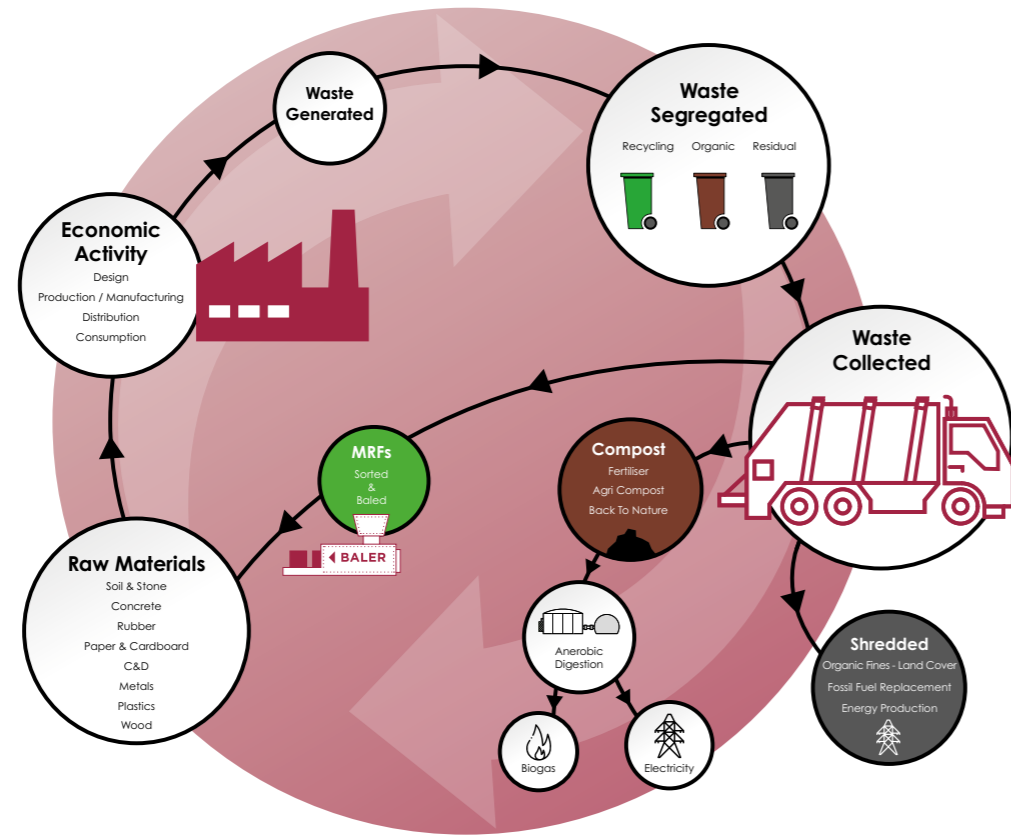 Waste
Generated
Waste
Segregated
Recycling Organic Residual
Economic
Activity
Design
Production / Manufacturing
Distribution
Consumption
Waste
Collected
MRFs
Sorted
&
Baled
BALER
Compost
Fertiliser
Agri Compost
Back To Nature
Raw Materials
Soil & Stone
Concrete
Rubber
Paper & Cardboard
C&D
Metals
Plastics
Wood
Anerobic
Digestion
Biogas
Electricity
Shredded
Organic Fines - Land Cover
Fossil Fuel Replacement
Energy Production